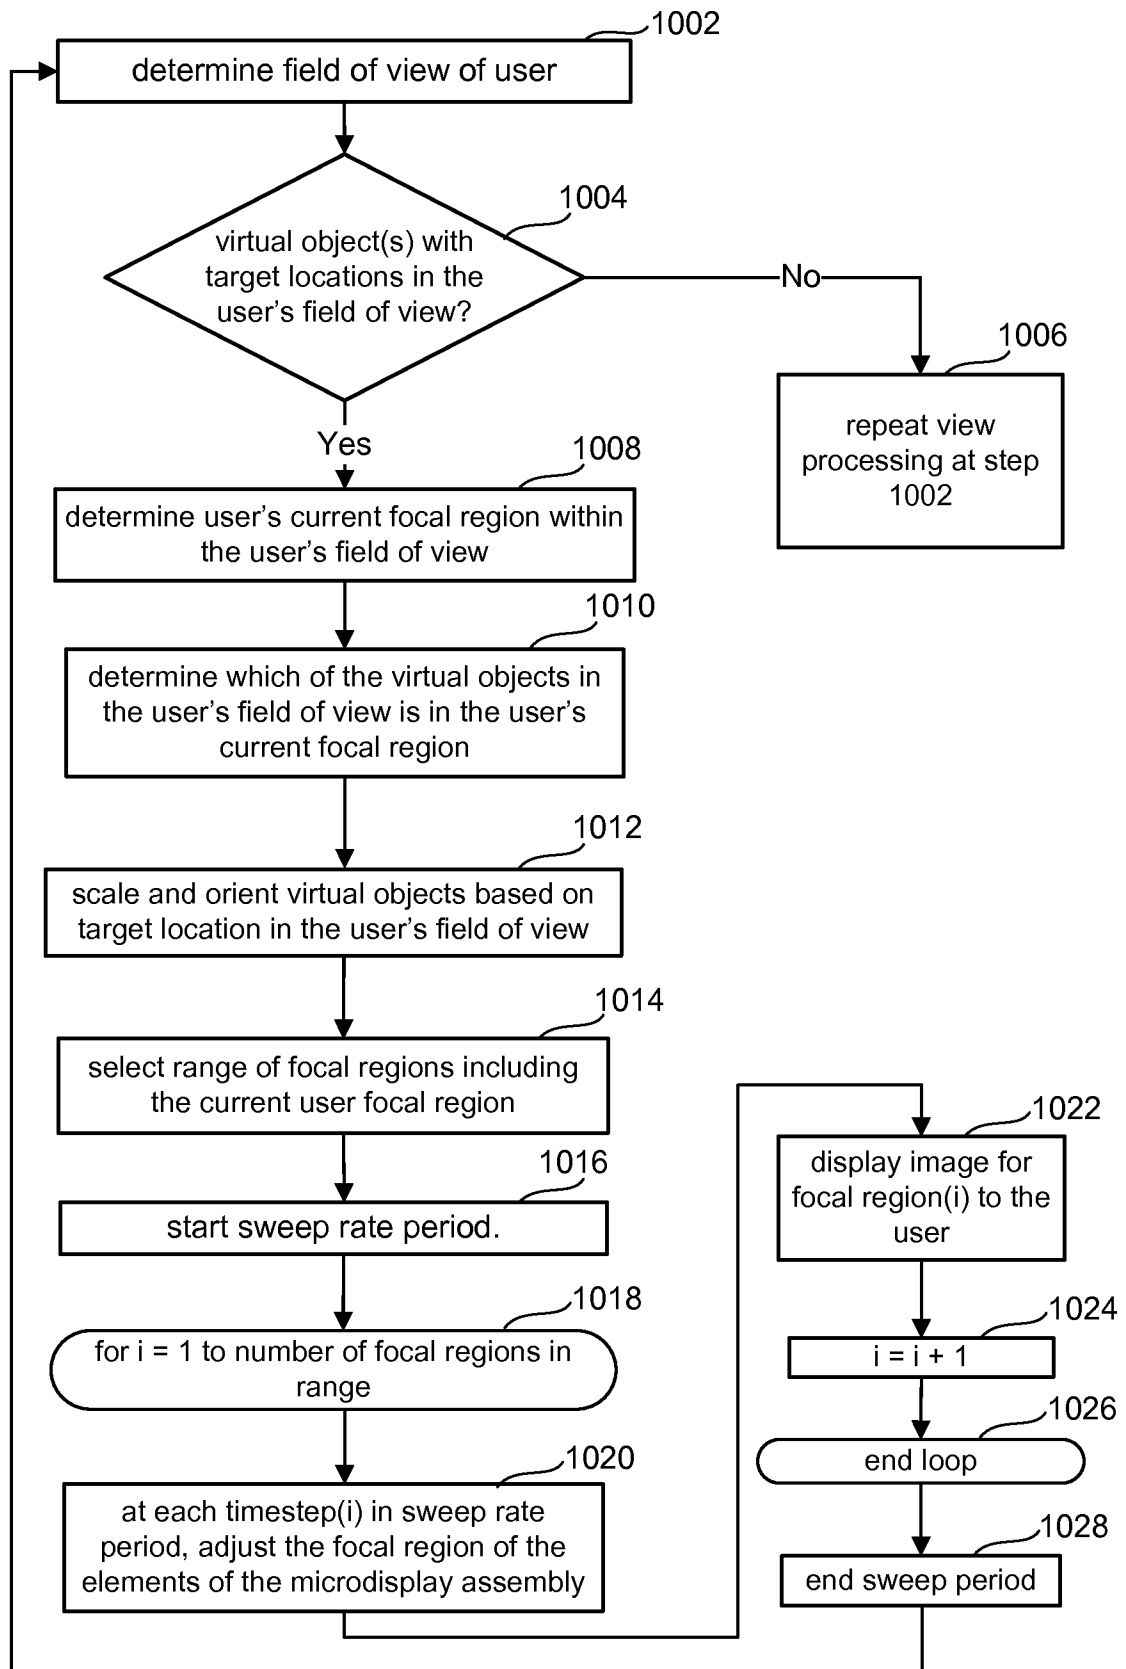 1002
determine field of view of user
1004
virtual object(s) with
target locations in the
user's field of view?
No
1006
repeat view
processing at step
1002
Yes
1008
determine user's current focal region within
the user's field of view
1010
determine which of the virtual objects in
the user's field of view is in the user's
current focal region
1012
scale and orient virtual objects based on
target location in the user's field of view
1014
select range of focal regions including
the current user focal region
1016
start sweep rate period.
1018
for i = 1 to number of focal regions in
range
1020
at each timestep(i) in sweep rate
period, adjust the focal region of the
elements of the microdisplay assembly
1022
display image for
focal region(i) to the
user
1024
i = i + 1
1026
end loop
1028
end sweep period